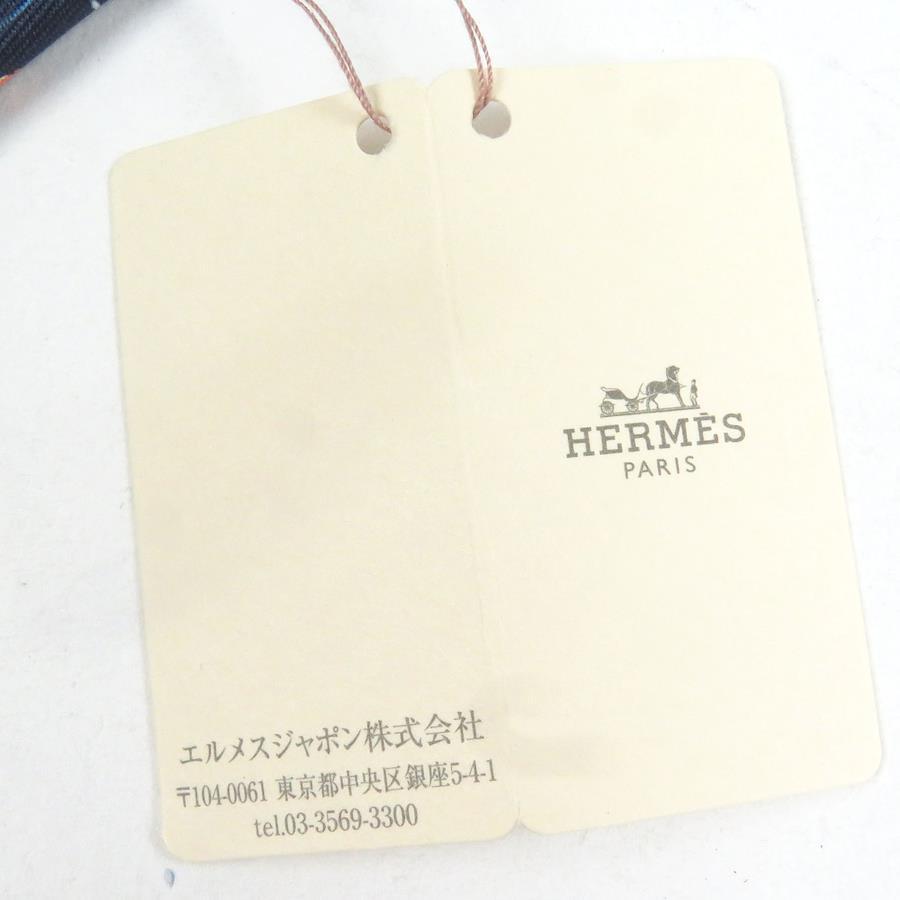 HERMĒS
PARIS
エルメスジャポン株式会社
〒104-0061 東京都中央区銀座5-4-1
tel.03-3569-3300